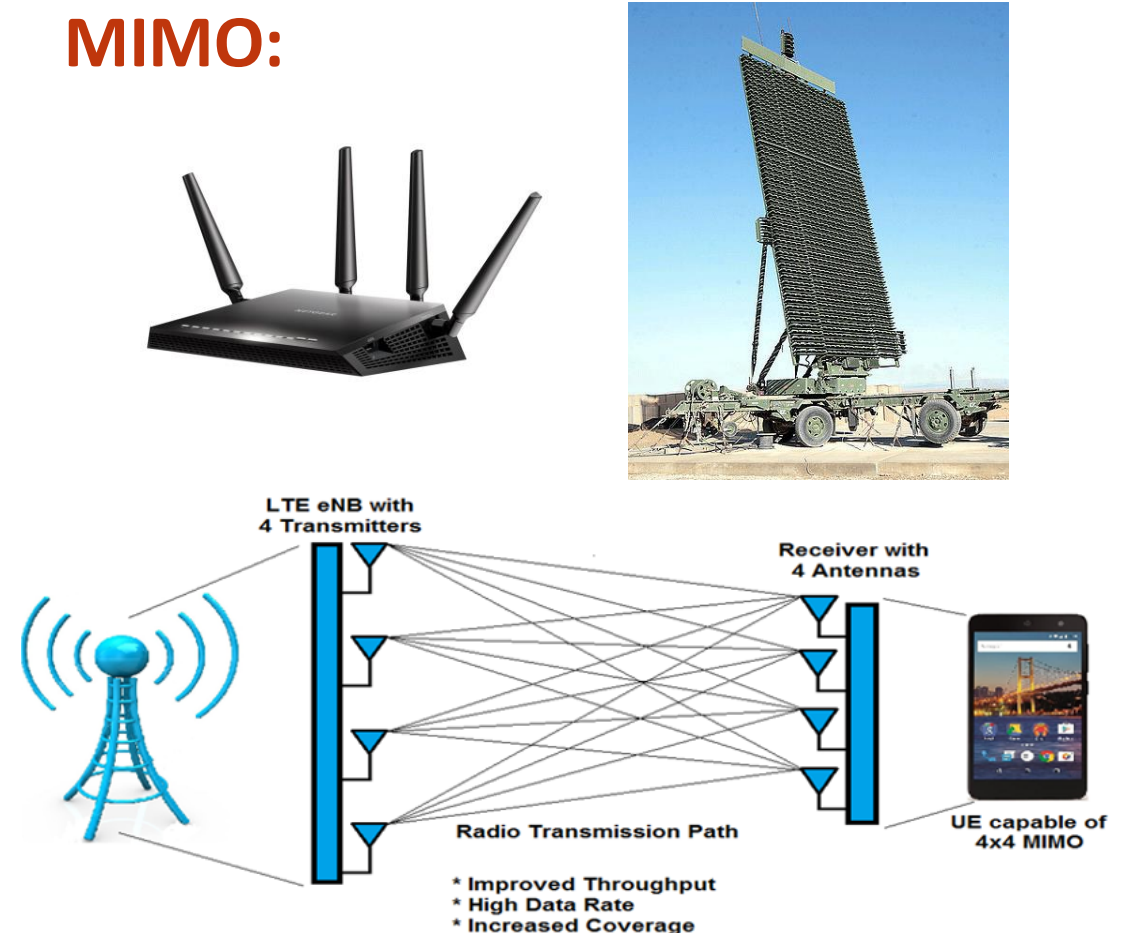 MIMO:
NETGEAR
LTE eNB with
4 Transmitters
Receiver with
4 Antennas
Radio Transmission Path
UE capable of
4x4 MIMO
* Improved Throughput
* High Data Rate
* Increased Coverage